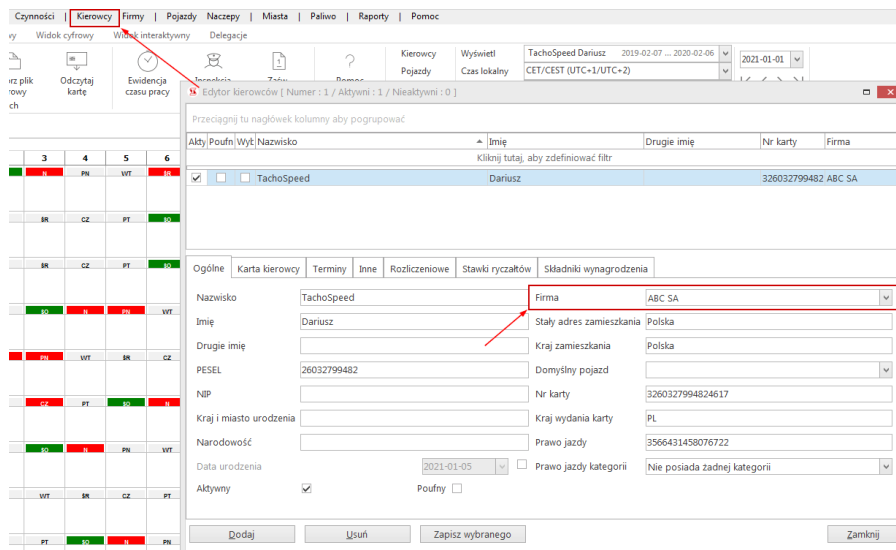 Czynności | Kierowcy Firmy | Pojazdy Naczepy | Miasta | Paliwo | Raporty | Pomoc
Widok cyfrowy Widok interaktywny Delegacje
Kierowcy Wyświetl TachoSpeed Dariusz 2019-02-07 ... 2020-02-06
2021-01-01
Pojazdy Czas lokalny CET/CEST (UTC+1/UTC+2)
plik Odczytaj Ewidencja
kartę czasu pracy
Edytor kierowców [ Numer : 1 / Aktywni : 1 / Nieaktywni : 0 ]
Przeciągnij tu nagłówek kolumny aby pogrupować
Akty Poufn Wyb Nazwisko Imię Drugie imię Nr karty Firma
Kliknij tutaj, aby zdefiniować filtr
TachoSpeed Dariusz 326032799482 ABC SA
3 4 5 6
N PN WT ŚR
ŚR CZ PT SO
ŚR CZ PT SO
SO N PN WT
PN WT ŚR CZ
CZ PT SO N
SO N PN WT
WT ŚR CZ PT
PT SO N PN
Ogólne Karta kierowcy Terminy Inne Rozliczeniowe Stawki ryczałtów Składniki wynagrodzenia
Nazwisko TachoSpeed Firma ABC SA
Imię Dariusz Stały adres zamieszkania Polska
Drugie imię Kraj zamieszkania Polska
PESEL 26032799482 Domyślny pojazd
NIP Nr karty 3260327994824617
Kraj i miasto urodzenia Kraj wydania karty PL
Narodowość Prawo jazdy 3566431458076722
Data urodzenia 2021-01-05 Prawo jazdy kategorii Nie posiada żadnej kategorii
Aktywny Poufny
Dodaj Usuń Zapisz wybranego Zamknij